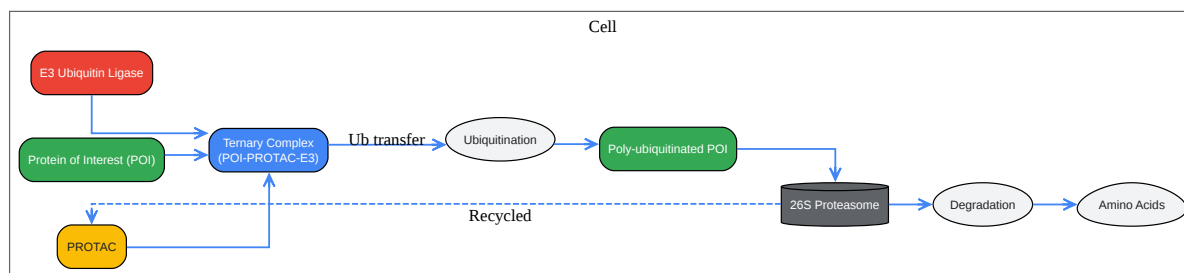 Cell
E3 Ubiquitin Ligase
Protein of Interest (POI)
Ternary Complex
(POI-PROTAC-E3)
Ub transfer
Ubiquitination
Poly-ubiquitinated POI
26S Proteasome
Degradation
Amino Acids
Recycled
PROTAC